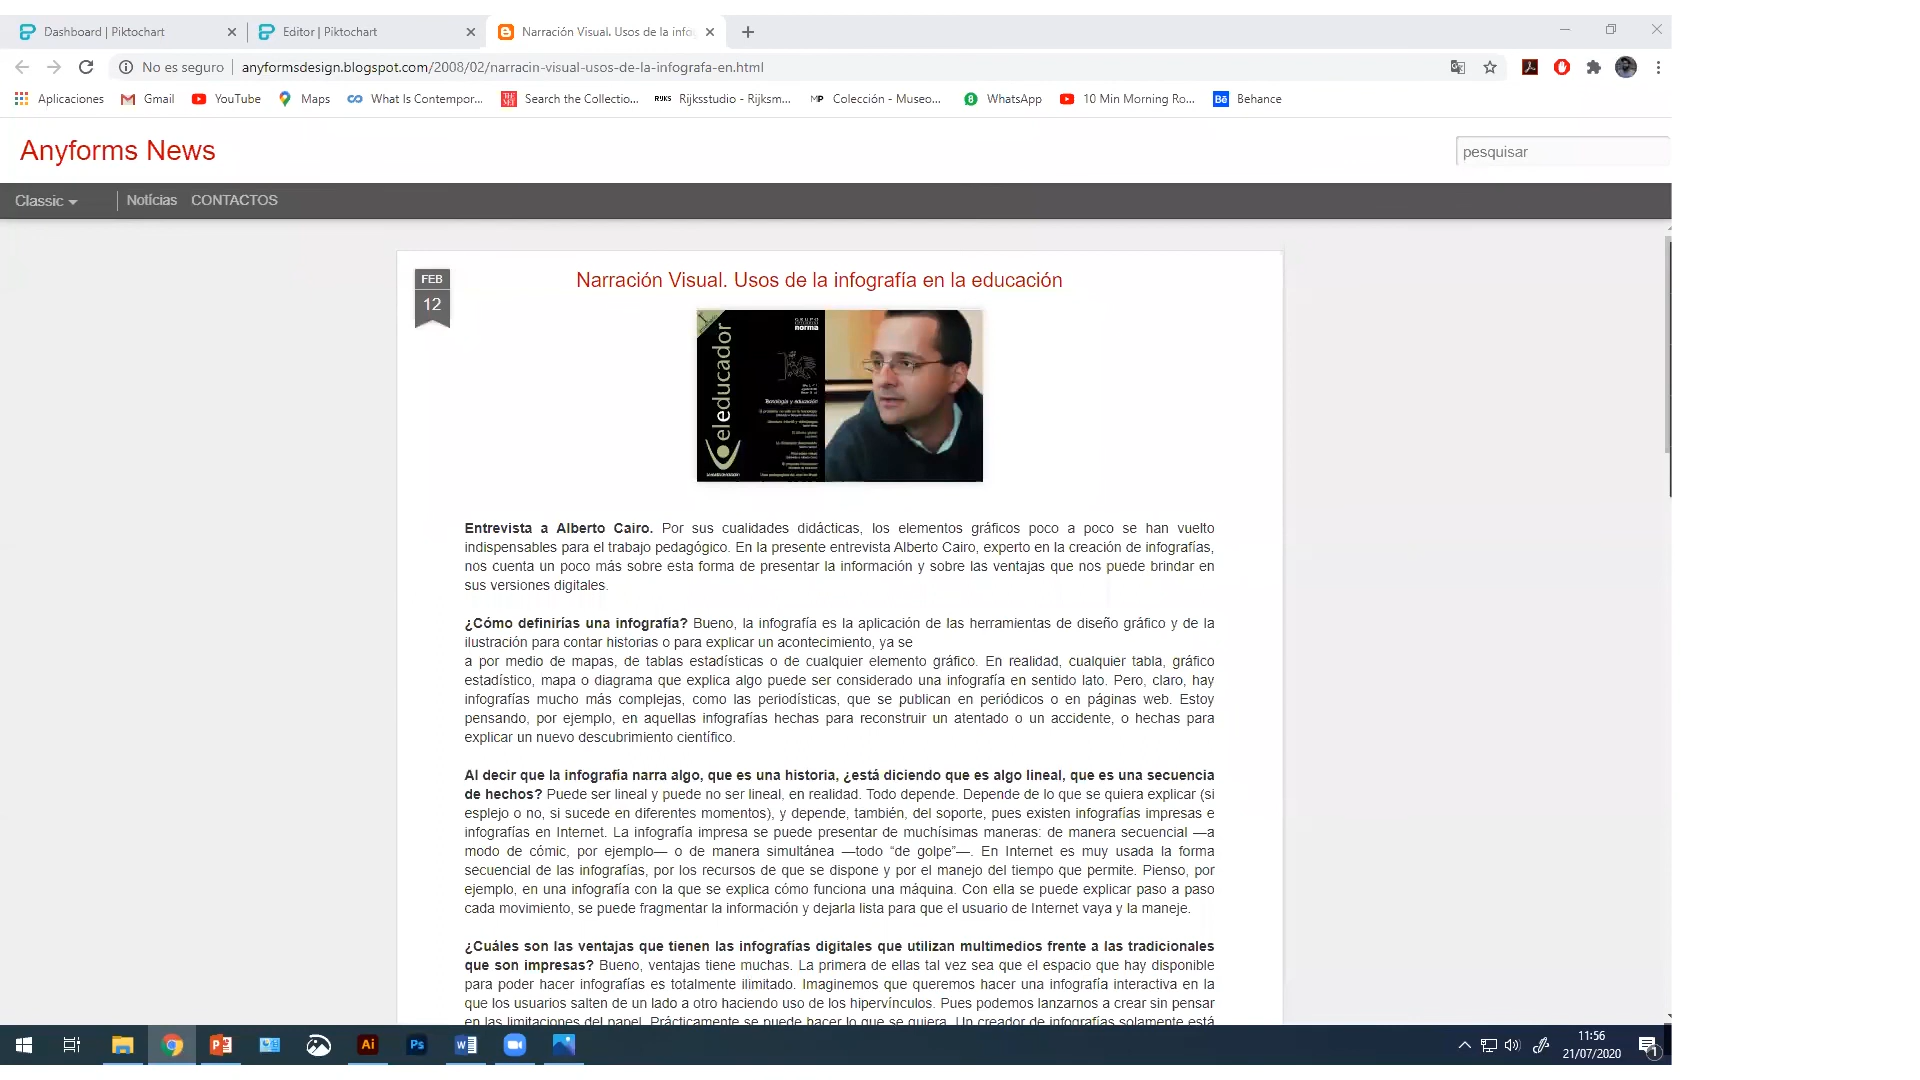 Dashboard | Piktochart
Editor | Piktochart
Narración Visual. Usos de la info
No es seguro
anyformsdesign.blogspot.com/2008/02/narracin-visual-usos-de-la-infografa-en.html
Aplicaciones
Gmail
YouTube
Maps
What Is Contempor...
Search the Collectio...
Rijksstudio - Rijksm...
Colección - Museo...
WhatsApp
10 Min Morning Ro...
Behance
Anyforms News
pesquisar
Classic
Notícias
CONTACTOS
FEB
12
Narración Visual. Usos de la infografía en la educación
eleducador
norma
Tecnología y educación
Entrevista a Alberto Cairo. Por sus cualidades didácticas, los elementos gráficos poco a poco se han vuelto
indispensables para el trabajo pedagógico. En la presente entrevista Alberto Cairo, experto en la creación de infografías,
nos cuenta un poco más sobre esta forma de presentar la información y sobre las ventajas que nos puede brindar en
sus versiones digitales.
¿Cómo definirías una infografía? Bueno, la infografía es la aplicación de las herramientas de diseño gráfico y de la
ilustración para contar historias o para explicar un acontecimiento, ya se
a por medio de mapas, de tablas estadísticas o de cualquier elemento gráfico. En realidad, cualquier tabla, gráfico
estadístico, mapa o diagrama que explica algo puede ser considerado una infografía en sentido lato. Pero, claro, hay
infografías mucho más complejas, como las periodísticas, que se publican en periódicos o en páginas web. Estoy
pensando, por ejemplo, en aquellas infografías hechas para reconstruir un atentado o un accidente, o hechas para
explicar un nuevo descubrimiento científico.
Al decir que la infografía narra algo, que es una historia, ¿está diciendo que es algo lineal, que es una secuencia
de hechos? Puede ser lineal y puede no ser lineal, en realidad. Todo depende. Depende de lo que se quiera explicar (si
esplejo o no, si sucede en diferentes momentos), y depende, también, del soporte, pues existen infografías impresas e
infografías en Internet. La infografía impresa se puede presentar de muchísimas maneras: de manera secuencial —a
modo de cómic, por ejemplo— o de manera simultánea —todo “de golpe”—. En Internet es muy usada la forma
secuencial de las infografías, por los recursos de que se dispone y por el manejo del tiempo que permite. Pienso, por
ejemplo, en una infografía con la que se explica cómo funciona una máquina. Con ella se puede explicar paso a paso
cada movimiento, se puede fragmentar la información y dejarla lista para que el usuario de Internet vaya y la maneje.
¿Cuáles son las ventajas que tienen las infografías digitales que utilizan multimedios frente a las tradicionales
que son impresas? Bueno, ventajas tiene muchas. La primera de ellas tal vez sea que el espacio que hay disponible
para poder hacer infografías es totalmente ilimitado. Imaginemos que queremos hacer una infografía interactiva en la
que los usuarios salten de un lado a otro haciendo uso de los hipervínculos. Pues podemos lanzarnos a crear sin pensar
en las limitaciones del papel. Prácticamente se puede hacer lo que se quiera. Un creador de infografías solamente está
11:56
21/07/2020